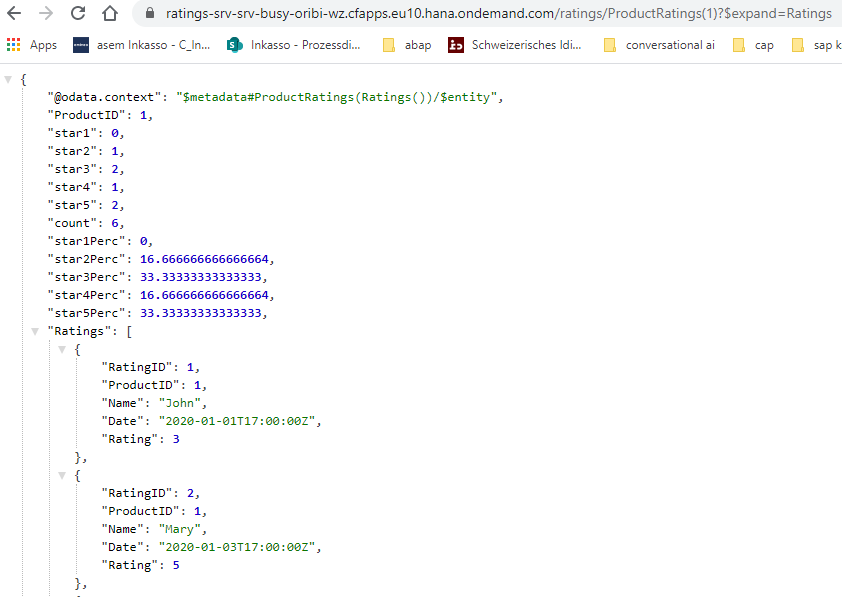 ratings-srv-srv-busy-oribi-wz.cfapps.eu10.hana.ondemand.com/ratings/ProductRatings(1)?$expand=Ratings
Apps asem Inkasso - C_In... Inkasso - Prozessdi... abap Schweizerisches Idi... conversational ai cap sap k
{
"@odata.context": "$metadata#ProductRatings(Ratings())/$entity",
"ProductID": 1,
"star1": 0,
"star2": 1,
"star3": 2,
"star4": 1,
"star5": 2,
"count": 6,
"star1Perc": 0,
"star2Perc": 16.666666666666664,
"star3Perc": 33.33333333333333,
"star4Perc": 16.666666666666664,
"star5Perc": 33.33333333333333,
"Ratings": [
{
"RatingID": 1,
"ProductID": 1,
"Name": "John",
"Date": "2020-01-01T17:00:00Z",
"Rating": 3
},
{
"RatingID": 2,
"ProductID": 1,
"Name": "Mary",
"Date": "2020-01-03T17:00:00Z",
"Rating": 5
},